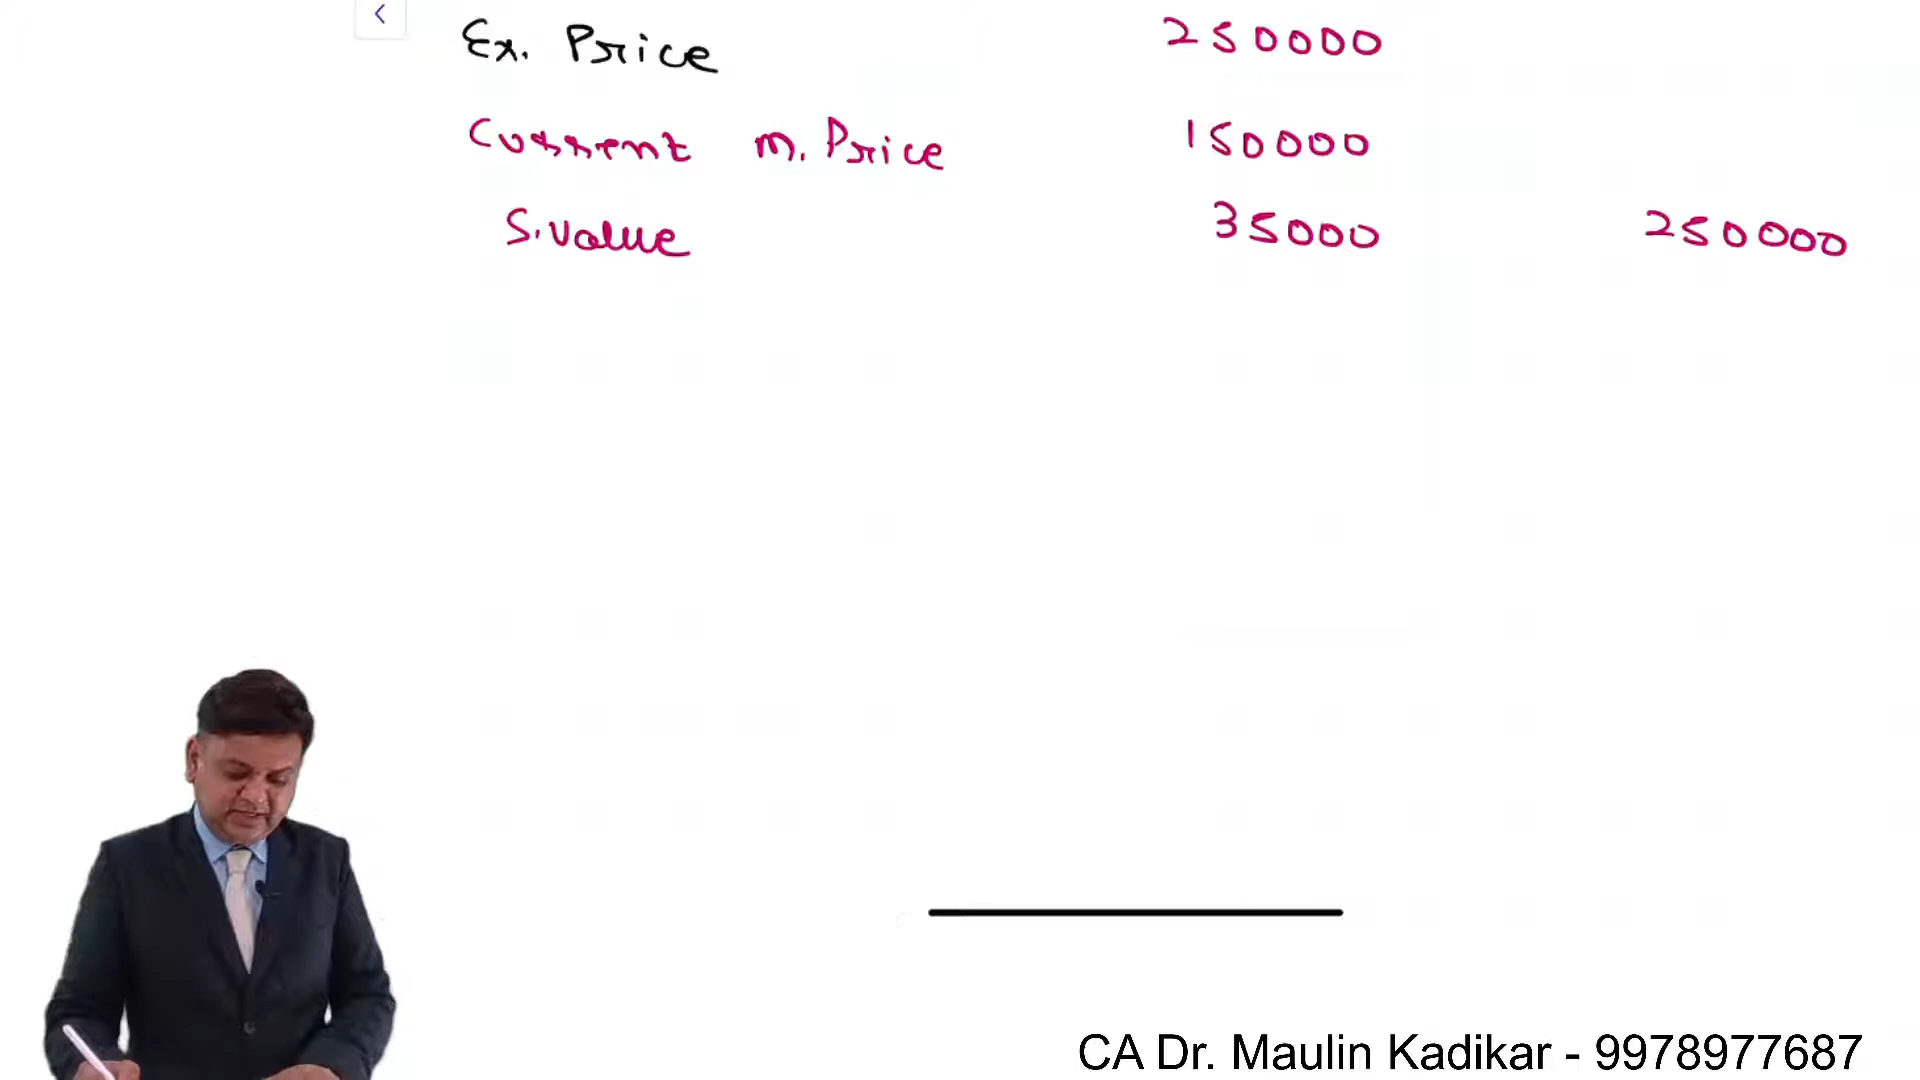 Ex. Price 250000
Current m. Price 150000
S. Value 35000 250000
CA Dr. Maulin Kadikar - 9978977687